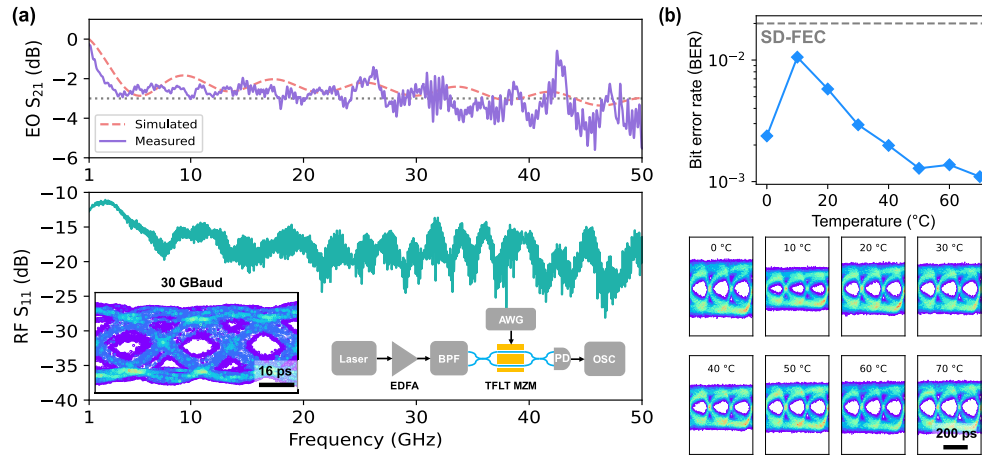 (a)
0
−2
−4
−6
EO S21 (dB)
Simulated
Measured
1
10
20
30
40
50
−10
−15
−20
−25
−30
−35
−40
RF S11 (dB)
30 GBaud
16 ps
AWG
Laser
BPF
PD
OSC
EDFA
TFLT MZM
1
10
20
30
40
50
Frequency (GHz)
(b)
SD-FEC
10−2
10−3
Bit error rate (BER)
0
20
40
60
Temperature (°C)
0 °C
10 °C
20 °C
30 °C
40 °C
50 °C
60 °C
70 °C
200 ps